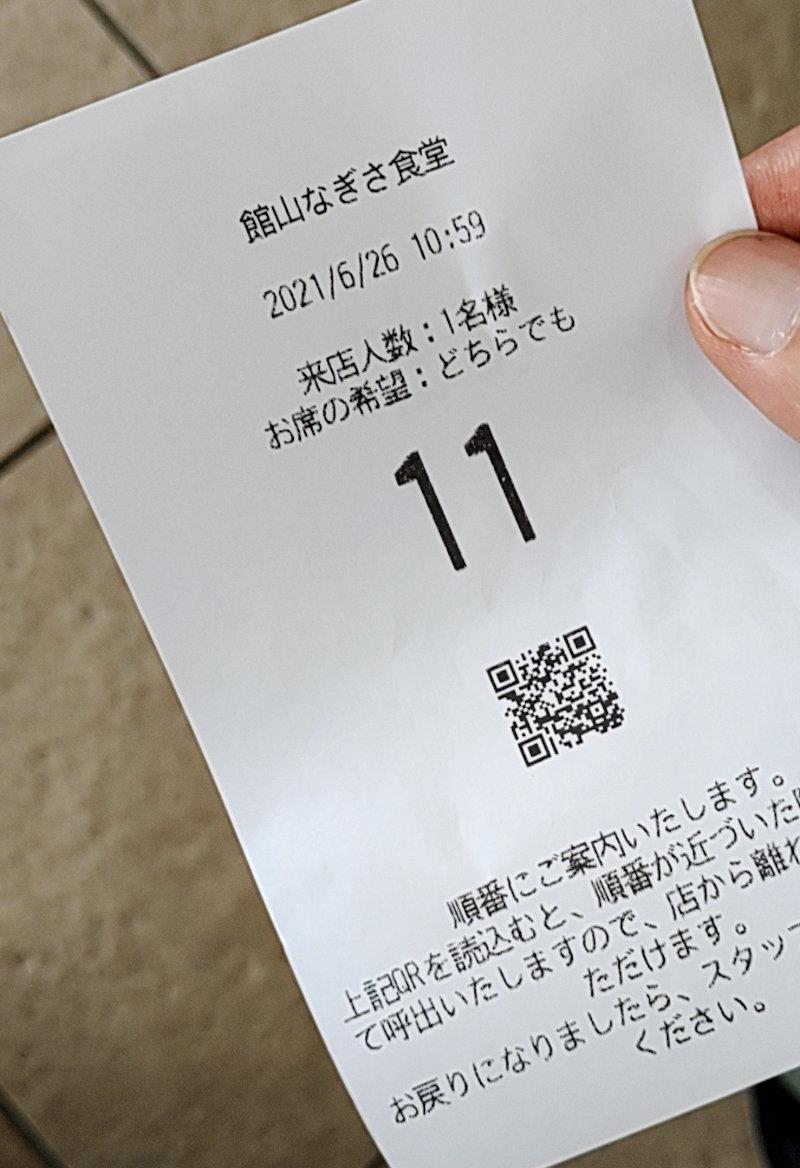 館山なぎさ食堂
2021/6/26 10:59
来店人数：1名様
お席の希望：どちらでも
11
順番にご案内いたします。
上記QRを読込むと、順番が近づいた
て呼出いたしますので、店から離れ
ただけます。
お戻りになりましたら、スタッ
ください。